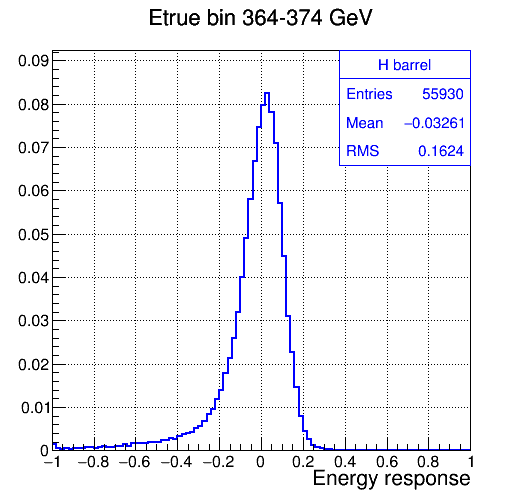 Etrue bin 364-374 GeV
H barrel
Entries 55930
Mean −0.03261
RMS 0.1624
0.09
0.08
0.07
0.06
0.05
0.04
0.03
0.02
0.01
0
−1 −0.8 −0.6 −0.4 −0.2 0 0.2 0.4 0.6 0.8 1
Energy response